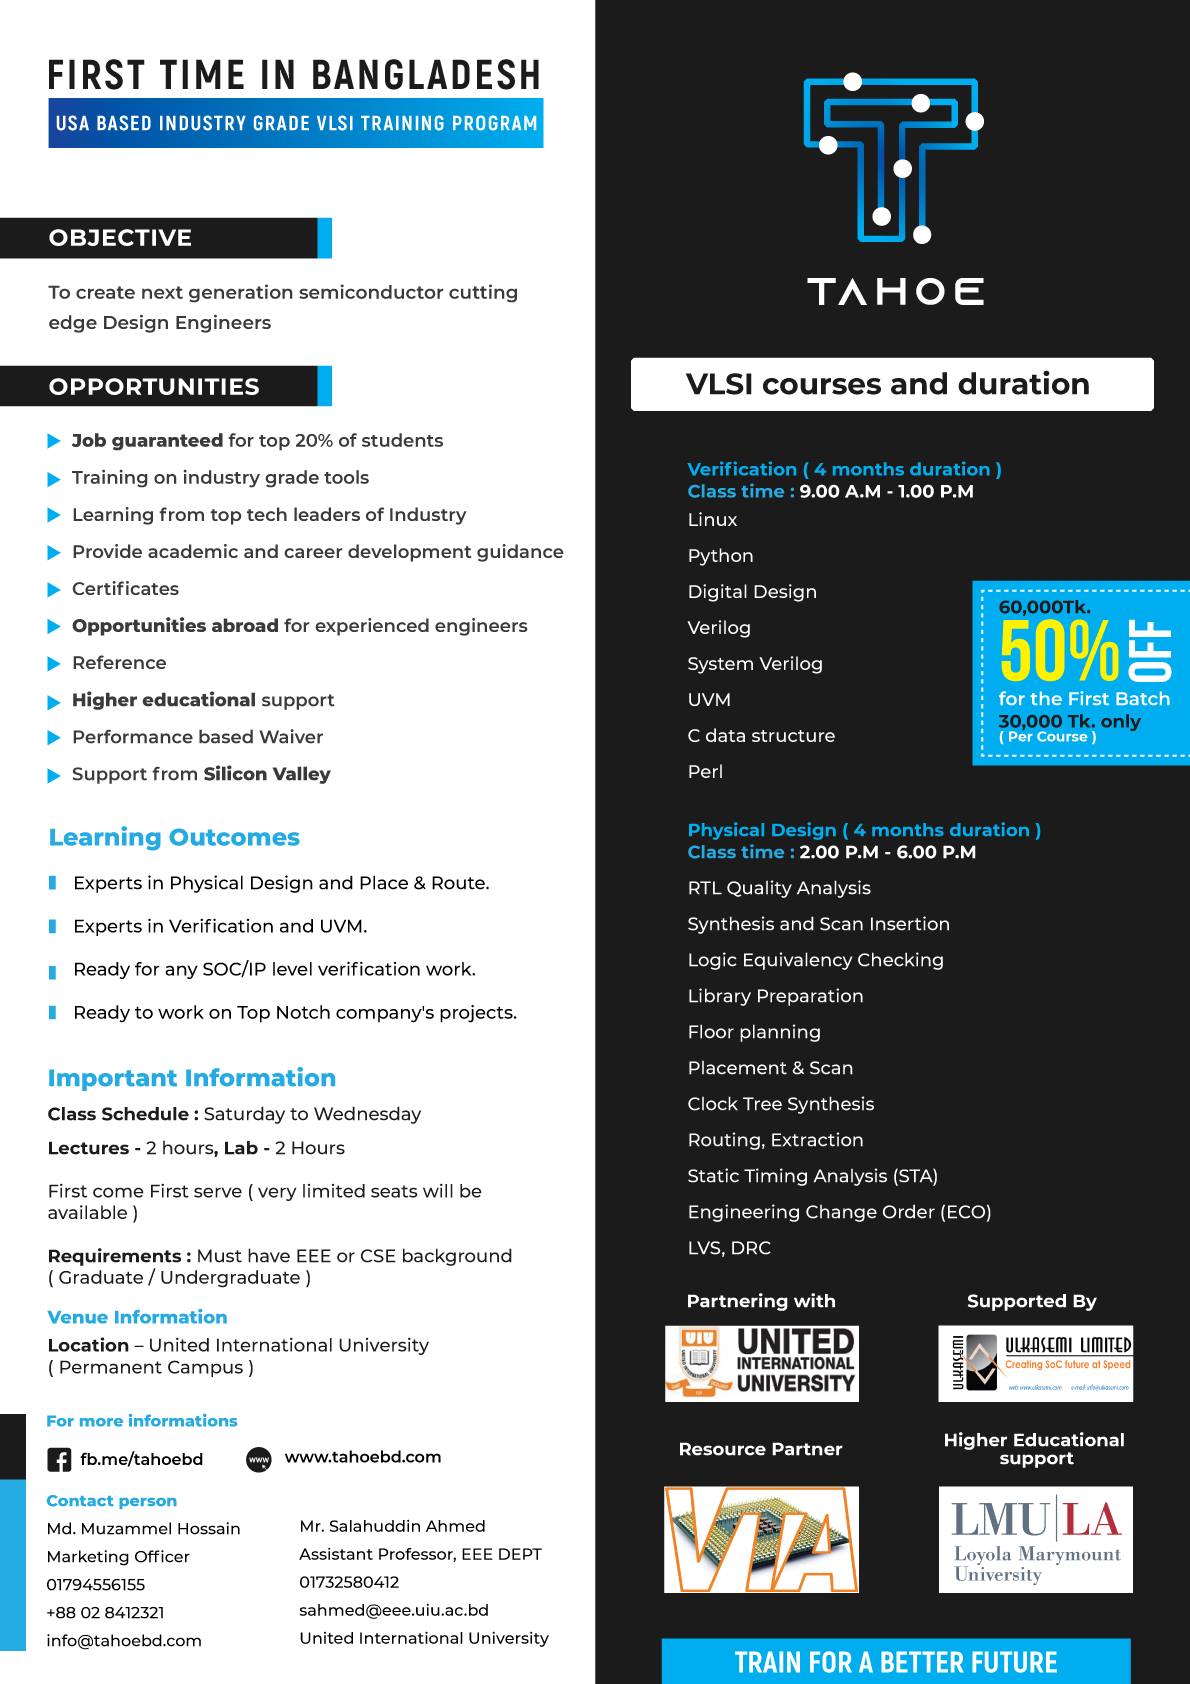 FIRST TIME IN BANGLADESH
USA BASED INDUSTRY GRADE VLSI TRAINING PROGRAM
OBJECTIVE
To create next generation semiconductor cutting
edge Design Engineers
OPPORTUNITIES
Job guaranteed for top 20% of students
Training on industry grade tools
Learning from top tech leaders of Industry
Provide academic and career development guidance
Certificates
Opportunities abroad for experienced engineers
Reference
Higher educational support
Performance based Waiver
Support from Silicon Valley
Learning Outcomes
Experts in Physical Design and Place & Route.
Experts in Verification and UVM.
Ready for any SOC/IP level verification work.
Ready to work on Top Notch company's projects.
Important Information
Class Schedule : Saturday to Wednesday
Lectures - 2 hours, Lab - 2 Hours
First come First serve ( very limited seats will be
available )
Requirements : Must have EEE or CSE background
( Graduate / Undergraduate )
Venue Information
Location – United International University
( Permanent Campus )
For more informations
fb.me/tahoebd
www
www.tahoebd.com
Contact person
Md. Muzammel Hossain
Marketing Officer
01794556155
+88 02 8412321
info@tahoebd.com
Mr. Salahuddin Ahmed
Assistant Professor, EEE DEPT
01732580412
sahmed@eee.uiu.ac.bd
United International University
TAHOE
VLSI courses and duration
Verification ( 4 months duration )
Class time : 9.00 A.M - 1.00 P.M
Linux
Python
Digital Design
Verilog
System Verilog
UVM
C data structure
Perl
60,000Tk.
50% OFF
for the First Batch
30,000 Tk. only
( Per Course )
Physical Design ( 4 months duration )
Class time : 2.00 P.M - 6.00 P.M
RTL Quality Analysis
Synthesis and Scan Insertion
Logic Equivalency Checking
Library Preparation
Floor planning
Placement & Scan
Clock Tree Synthesis
Routing, Extraction
Static Timing Analysis (STA)
Engineering Change Order (ECO)
LVS, DRC
Partnering with
UNITED
INTERNATIONAL
UNIVERSITY
Supported By
ULKASEMI
ULKASEMI LIMITED
Creating SoC future at Speed
web: www.ulkasemi.com e-mail: info@ulkasemi.com
Resource Partner
VTA
Higher Educational
support
LMU LA
Loyola Marymount
University
TRAIN FOR A BETTER FUTURE